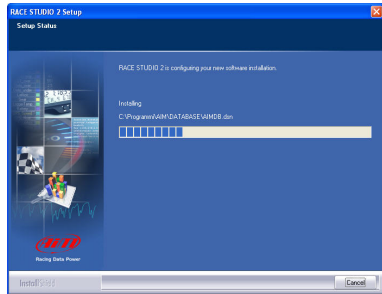 RACE STUDIO 2 Setup
Setup Status
RACE STUDIO 2 is configuring your new software installation.
Installing
C:\Programmi\AIM\DATABASE\AIMDB.dsn
AIM
Racing Data Power
InstallShield
Cancel